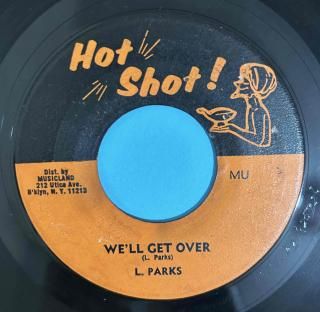 Hot
Shot!
Dist. by
MUSICLAND
212 Utica Ave.
B'klyn, N. Y. 11213
MU
WE'LL GET OVER
(L. Parks)
L. PARKS